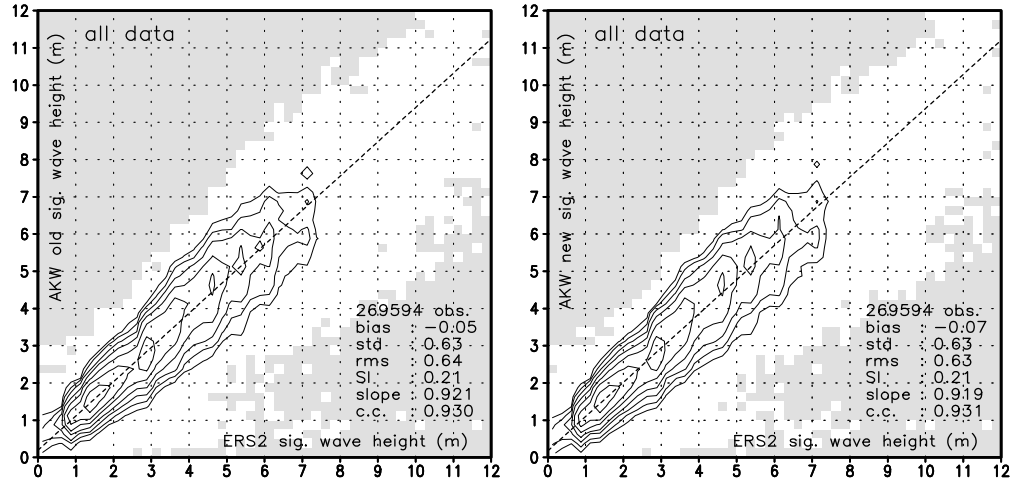 all data
AKW old sig. wave height (m)
12
11
10
9
8
7
6
5
4
3
2
1
0
269594 obs.
bias : −0.05
std : 0.63
rms : 0.64
SI : 0.21
slope : 0.921
c.c. : 0.930
ERS2 sig. wave height (m)
0 1 2 3 4 5 6 7 8 9 10 11 12
all data
AKW new sig. wave height (m)
12
11
10
9
8
7
6
5
4
3
2
1
0
269594 obs.
bias : −0.07
std : 0.63
rms : 0.63
SI : 0.21
slope : 0.919
c.c. : 0.931
ERS2 sig. wave height (m)
0 1 2 3 4 5 6 7 8 9 10 11 12